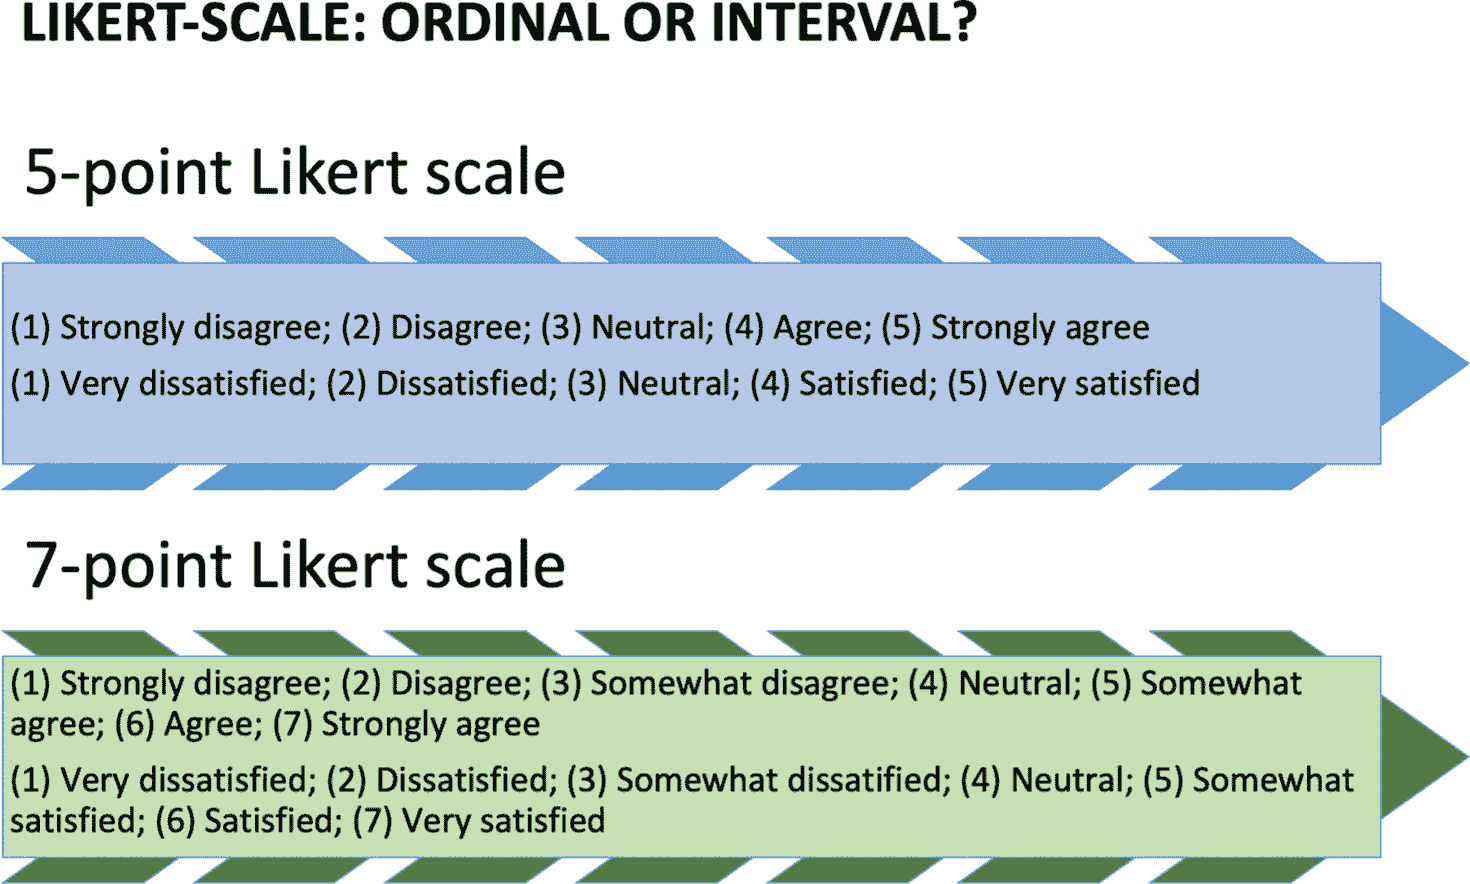 LIKERT-SCALE: ORDINAL OR INTERVAL?
5-point Likert scale
(1) Strongly disagree; (2) Disagree; (3) Neutral; (4) Agree; (5) Strongly agree
(1) Very dissatisfied; (2) Dissatisfied; (3) Neutral; (4) Satisfied; (5) Very satisfied
7-point Likert scale
(1) Strongly disagree; (2) Disagree; (3) Somewhat disagree; (4) Neutral; (5) Somewhat
agree; (6) Agree; (7) Strongly agree
(1) Very dissatisfied; (2) Dissatisfied; (3) Somewhat dissatified; (4) Neutral; (5) Somewhat
satisfied; (6) Satisfied; (7) Very satisfied